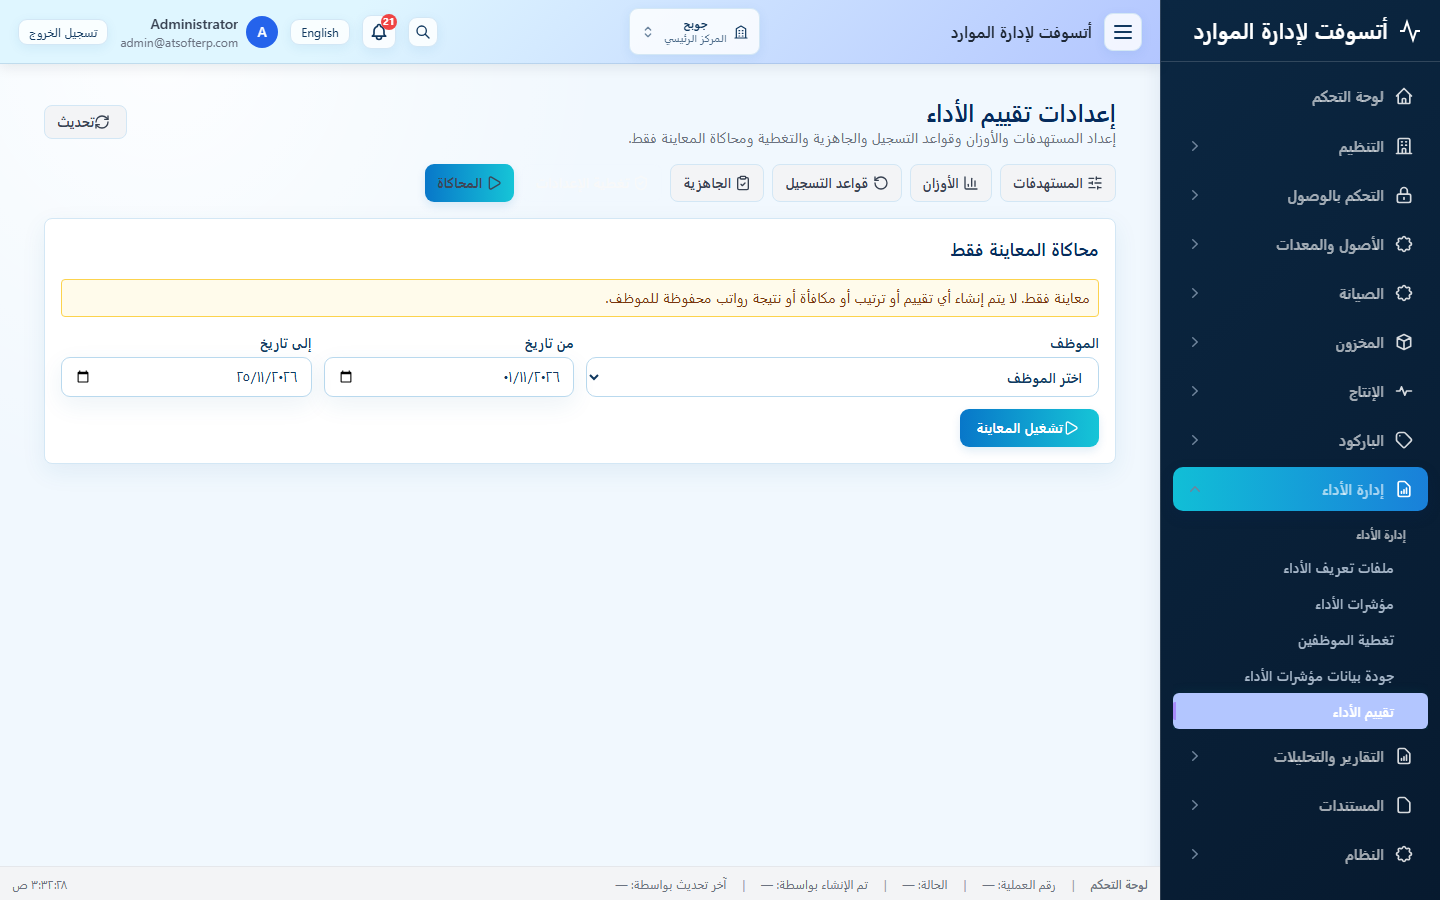 أتسوفت لإدارة الموارد
لوحة التحكم
التنظيم
التحكم بالوصول
الأصول والمعدات
الصيانة
المخزون
الإنتاج
الباركود
إدارة الأداء
إدارة الأداء
ملفات تعريف الأداء
مؤشرات الأداء
تغطية الموظفين
جودة بيانات مؤشرات الأداء
تقييم الأداء
التقارير والتحليلات
المستندات
النظام
أتسوفت لإدارة الموارد
جوبج
المركز الرئيسي
21
English
A
Administrator
admin@atsofterp.com
تسجيل الخروج
إعدادات تقييم الأداء
إعداد المستهدفات والأوزان وقواعد التسجيل والجاهزية والتغطية ومحاكاة المعاينة فقط.
تحديث
المستهدفات
الأوزان
قواعد التسجيل
الجاهزية
المحاكاة
محاكاة المعاينة فقط
معاينة فقط. لا يتم إنشاء أي تقييم أو ترتيب أو مكافأة أو نتيجة رواتب محفوظة للموظف.
الموظف
من تاريخ
إلى تاريخ
اختر الموظف
٠١/١١/٢٠٢٦
٢٥/١١/٢٠٢٦
تشغيل المعاينة
لوحة التحكم | رقم العملية: — | الحالة: — | تم الإنشاء بواسطة: — | آخر تحديث بواسطة: —
٣:٣٢:٢٨ ص